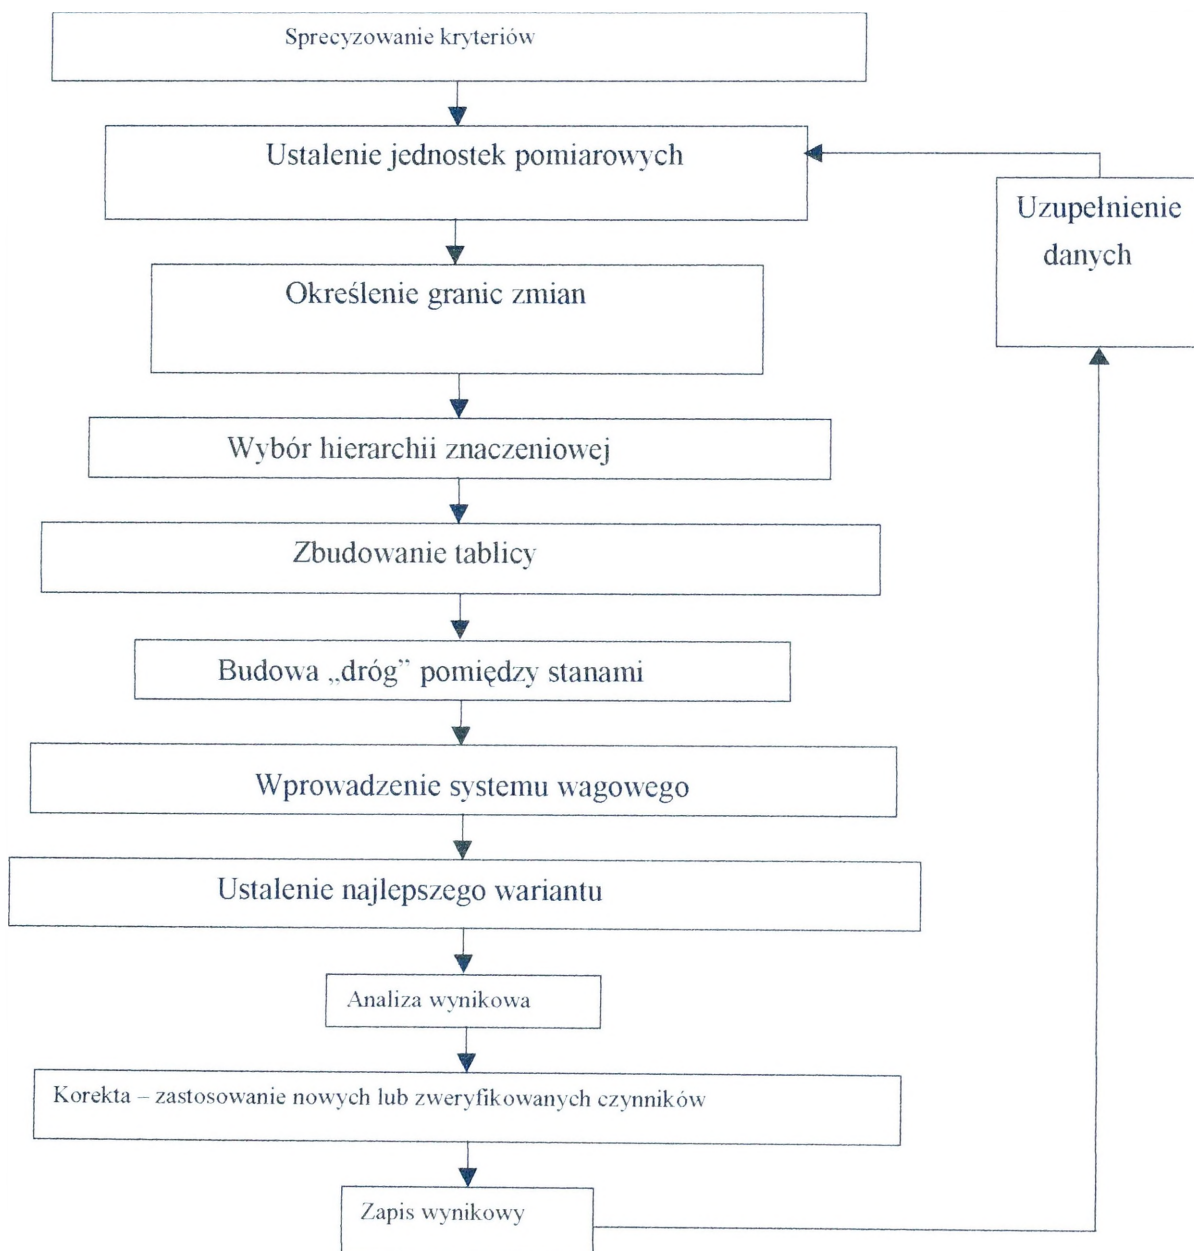 Sprecyzowanie kryteriów
Ustalenie jednostek pomiarowych
Uzupełnienie
danych
Określenie granic zmian
Wybór hierarchii znaczeniowej
Zbudowanie tablicy
Budowa „dróg” pomiędzy stanami
Wprowadzenie systemu wagowego
Ustalenie najlepszego wariantu
Analiza wynikowa
Korekta – zastosowanie nowych lub zweryfikowanych czynników
Zapis wynikowy